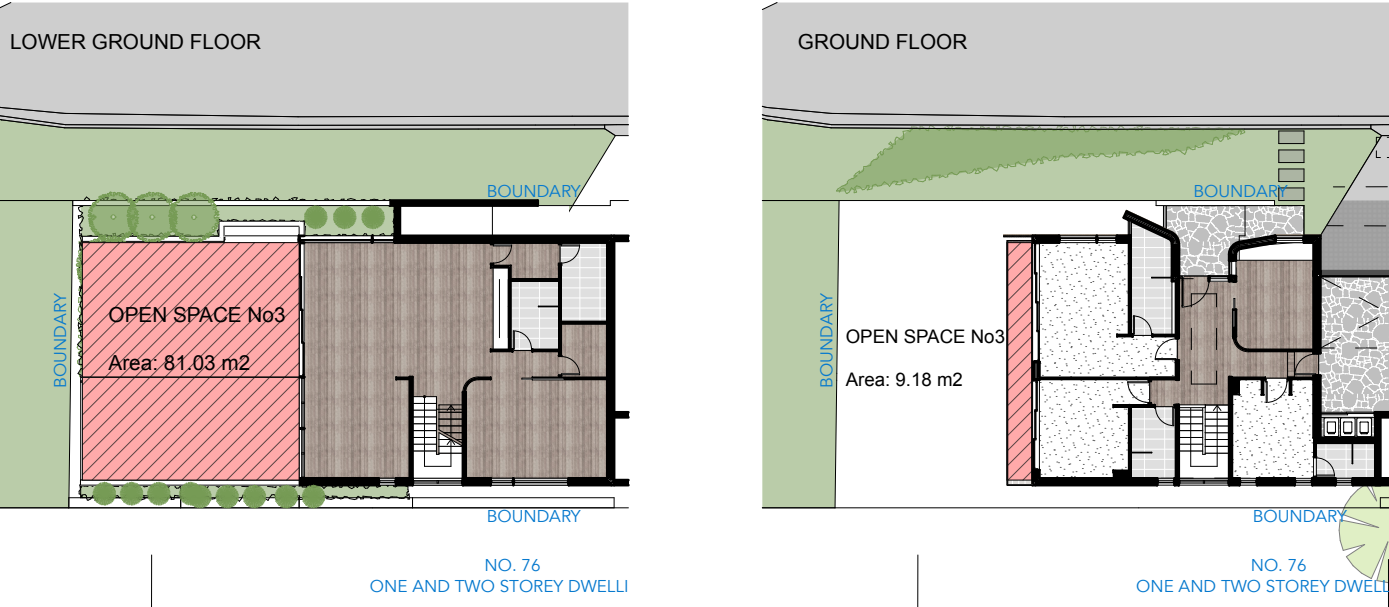 LOWER GROUND FLOOR
BOUNDARY
BOUNDARY
OPEN SPACE No3
Area: 81.03 m2
BOUNDARY
NO. 76
ONE AND TWO STOREY DWELLI
GROUND FLOOR
BOUNDARY
BOUNDARY
OPEN SPACE No3
Area: 9.18 m2
BOUNDARY
NO. 76
ONE AND TWO STOREY DWELL